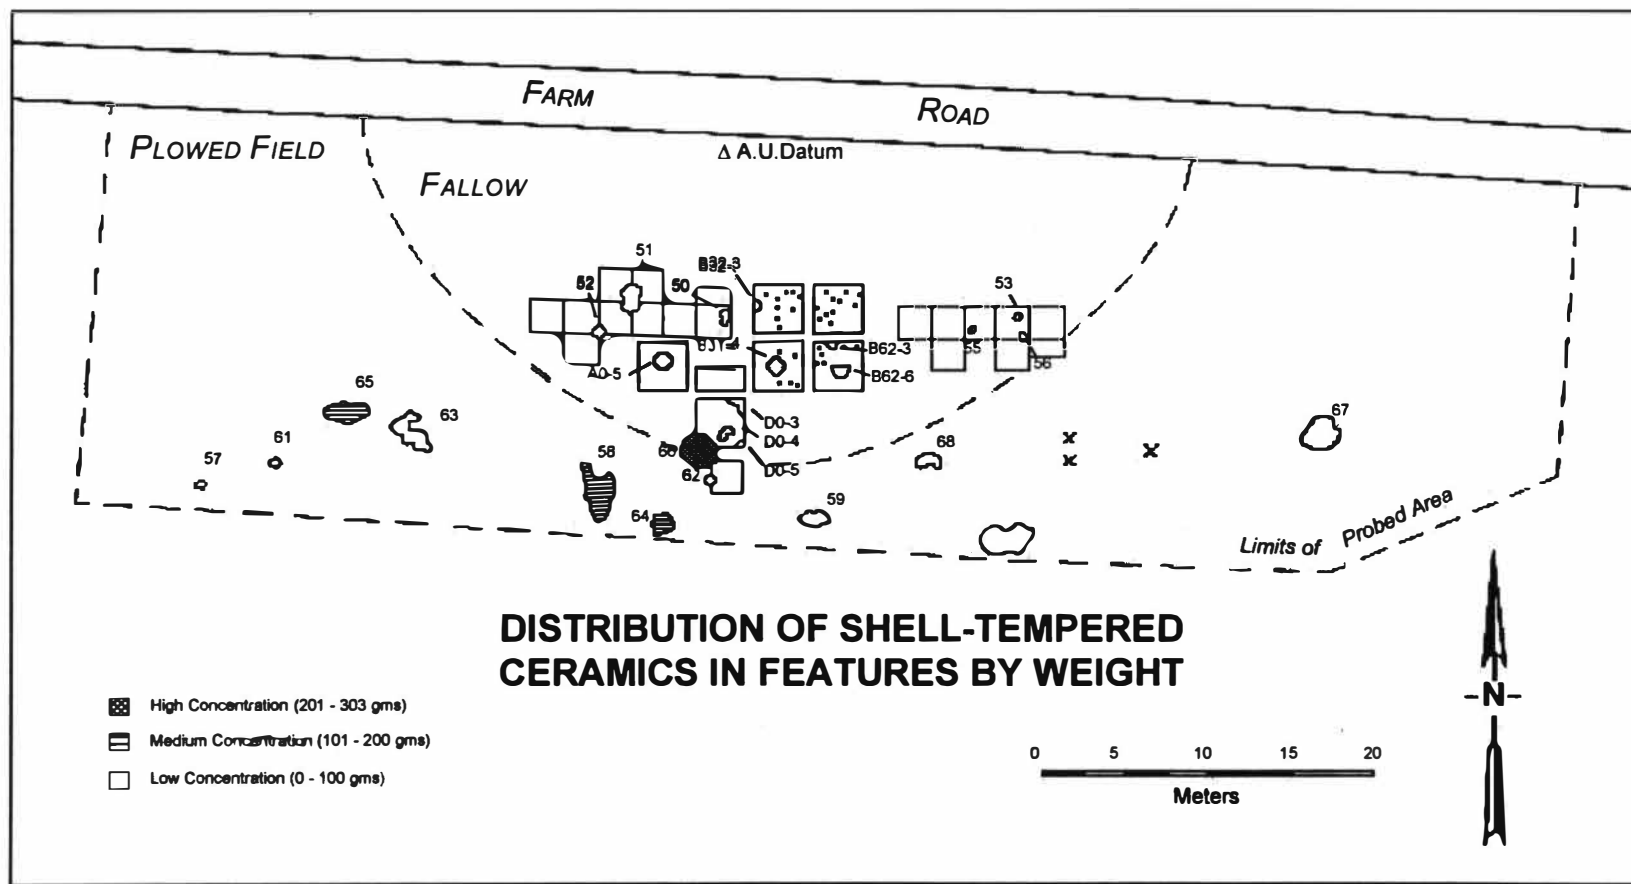 FARM ROAD
PLOWED FIELD
Δ A.U.Datum
FALLOW
51
52
50
B32-3
53
B31-4
B62-3
B62-6
55
56
A0-5
65
63
61
57
58
60
62
64
D0-3
D0-4
D0-5
59
68
67
x
x
x
Limits of Probed Area
DISTRIBUTION OF SHELL-TEMPERED
CERAMICS IN FEATURES BY WEIGHT
High Concentration (201 - 303 gms)
Medium Concentration (101 - 200 gms)
Low Concentration (0 - 100 gms)
0 5 10 15 20
Meters
N